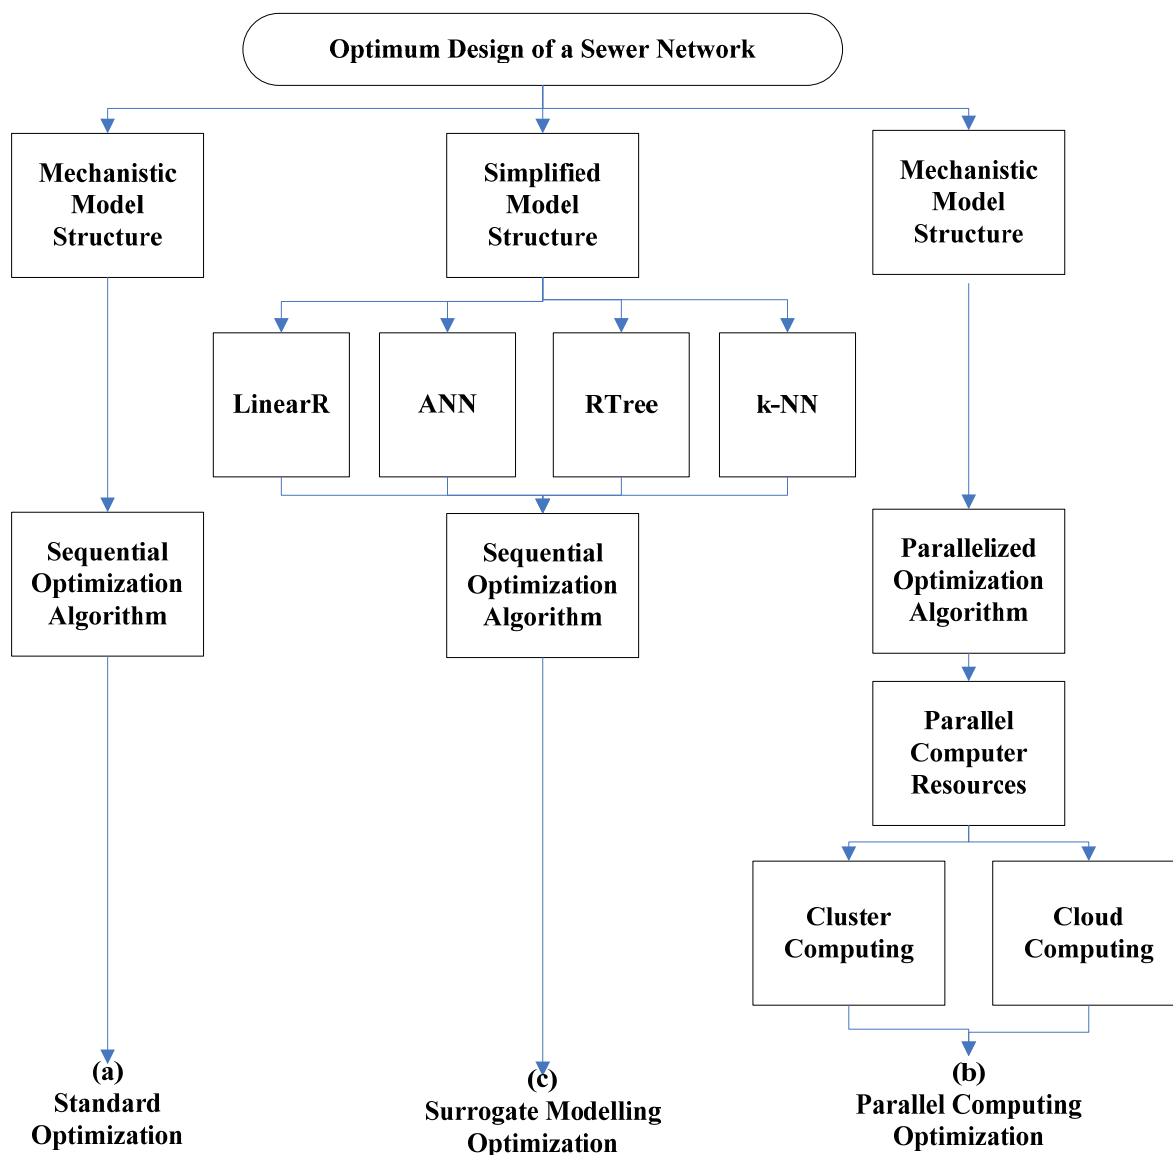 Optimum Design of a Sewer Network
Mechanistic
Model
Structure
Simplified
Model
Structure
Mechanistic
Model
Structure
LinearR
ANN
RTree
k-NN
Sequential
Optimization
Algorithm
Sequential
Optimization
Algorithm
Parallelized
Optimization
Algorithm
Parallel
Computer
Resources
Cluster
Computing
Cloud
Computing
(a)
Standard
Optimization
(c)
Surrogate Modelling
Optimization
(b)
Parallel Computing
Optimization